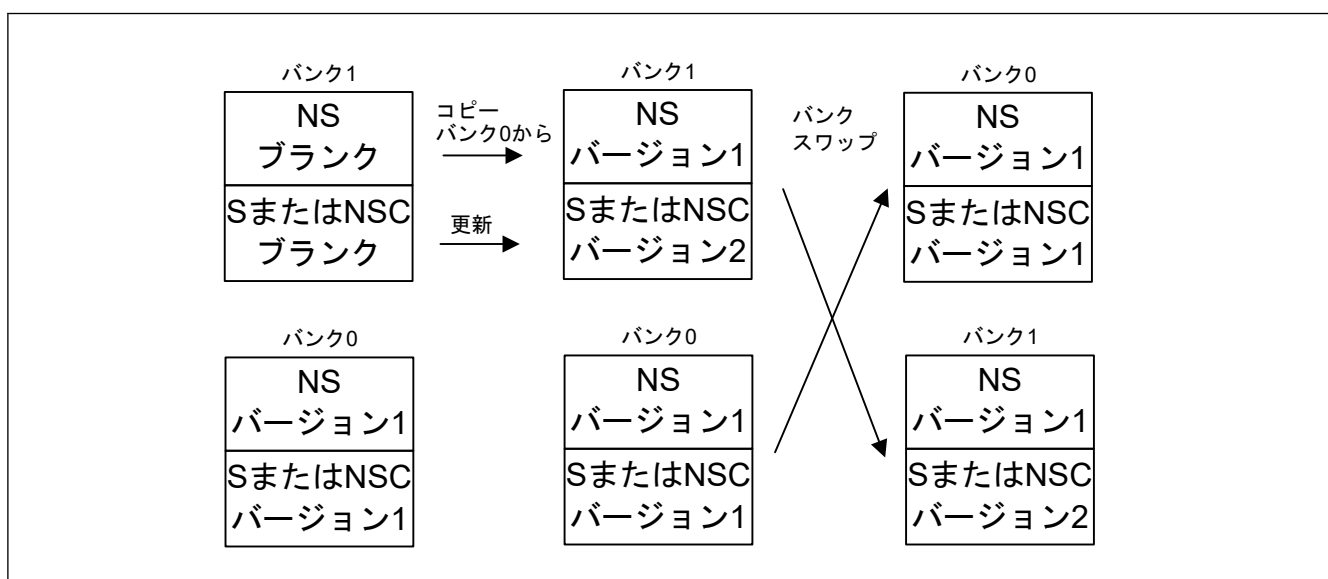 バンク1
NS
ブランク
SまたはNSC
ブランク
コピー
バンク0から
更新
バンク1
NS
バージョン1
SまたはNSC
バージョン2
バンク
スワップ
バンク0
NS
バージョン1
SまたはNSC
バージョン1
バンク0
NS
バージョン1
SまたはNSC
バージョン1
バンク0
NS
バージョン1
SまたはNSC
バージョン1
バンク1
NS
バージョン1
SまたはNSC
バージョン2